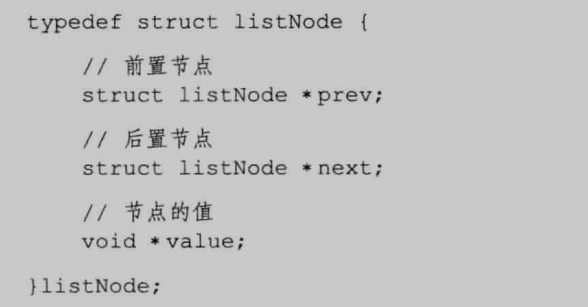 typedef struct listNode {
// 前置节点
struct listNode *prev;
// 后置节点
struct listNode *next;
// 节点的值
void *value;
}listNode;